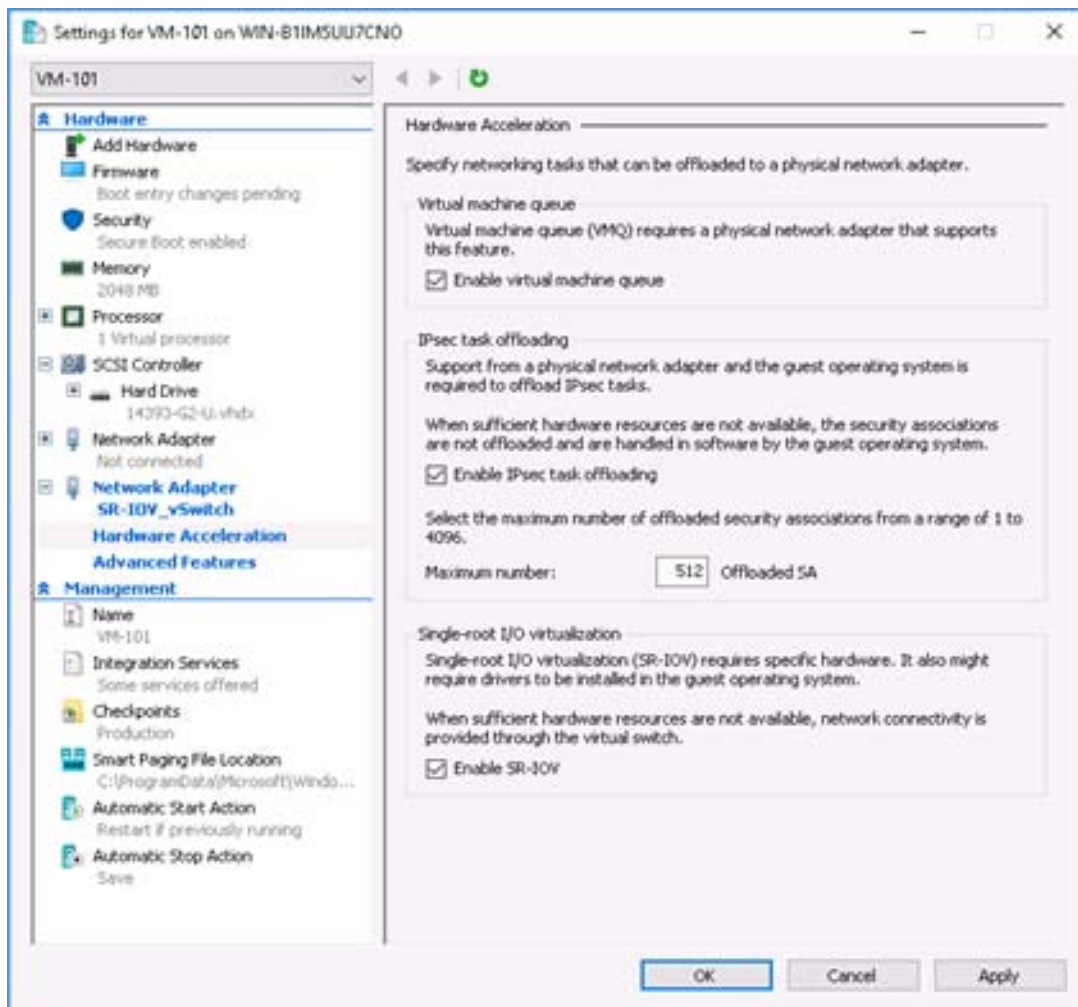 Settings for VM-101 on WIN-B1IM5UU7CNO
VM-101
Hardware
Add Hardware
Firmware
Boot entry changes pending
Security
Secure Boot enabled
Memory
2048 MB
Processor
1 Virtual processor
SCSI Controller
Hard Drive
14393-G2-U.vhdx
Network Adapter
Not connected
Network Adapter
SR-IOV_vSwitch
Hardware Acceleration
Advanced Features
Management
Name
VM-101
Integration Services
Some services offered
Checkpoints
Production
Smart Paging File Location
C:\ProgramData\Microsoft\Windo...
Automatic Start Action
Restart if previously running
Automatic Stop Action
Save
Hardware Acceleration
Specify networking tasks that can be offloaded to a physical network adapter.
Virtual machine queue
Virtual machine queue (VMQ) requires a physical network adapter that supports
this feature.
Enable virtual machine queue
IPsec task offloading
Support from a physical network adapter and the guest operating system is
required to offload IPsec tasks.
When sufficient hardware resources are not available, the security associations
are not offloaded and are handled in software by the guest operating system.
Enable IPsec task offloading
Select the maximum number of offloaded security associations from a range of 1 to
4096.
Maximum number: 512 Offloaded SA
Single-root I/O virtualization
Single-root I/O virtualization (SR-IOV) requires specific hardware. It also might
require drivers to be installed in the guest operating system.
When sufficient hardware resources are not available, network connectivity is
provided through the virtual switch.
Enable SR-IOV
OK Cancel Apply